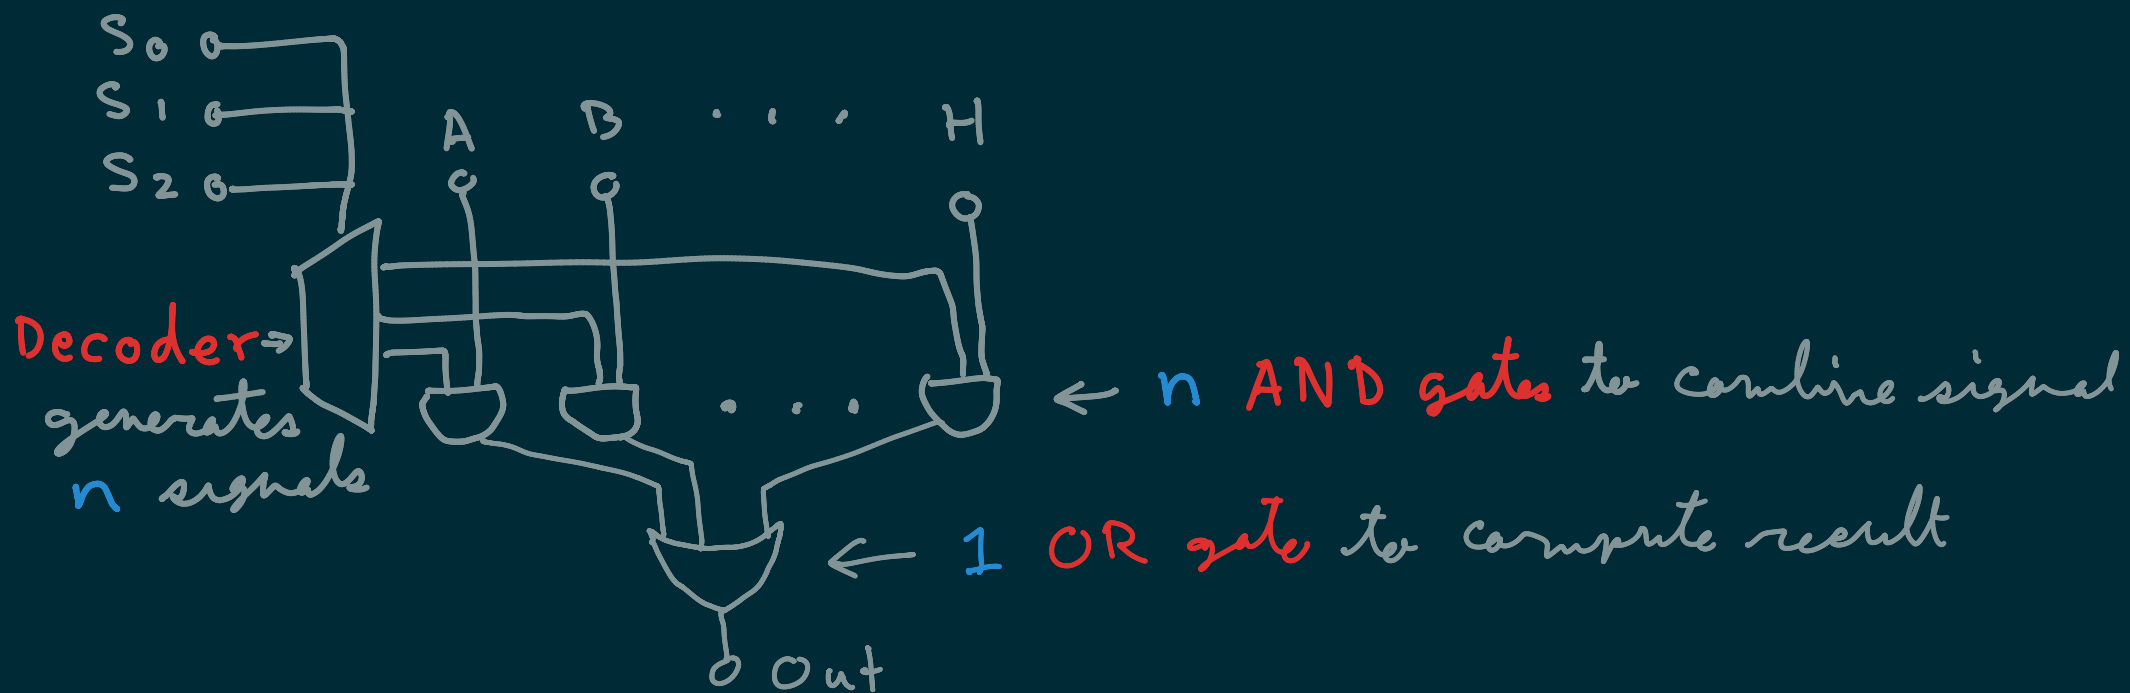 S0
S1
S2
A B . . . H
Decoder→
generates
n signals
. . .
← n AND gates to combine signal
← 1 OR gate to compute result
Out